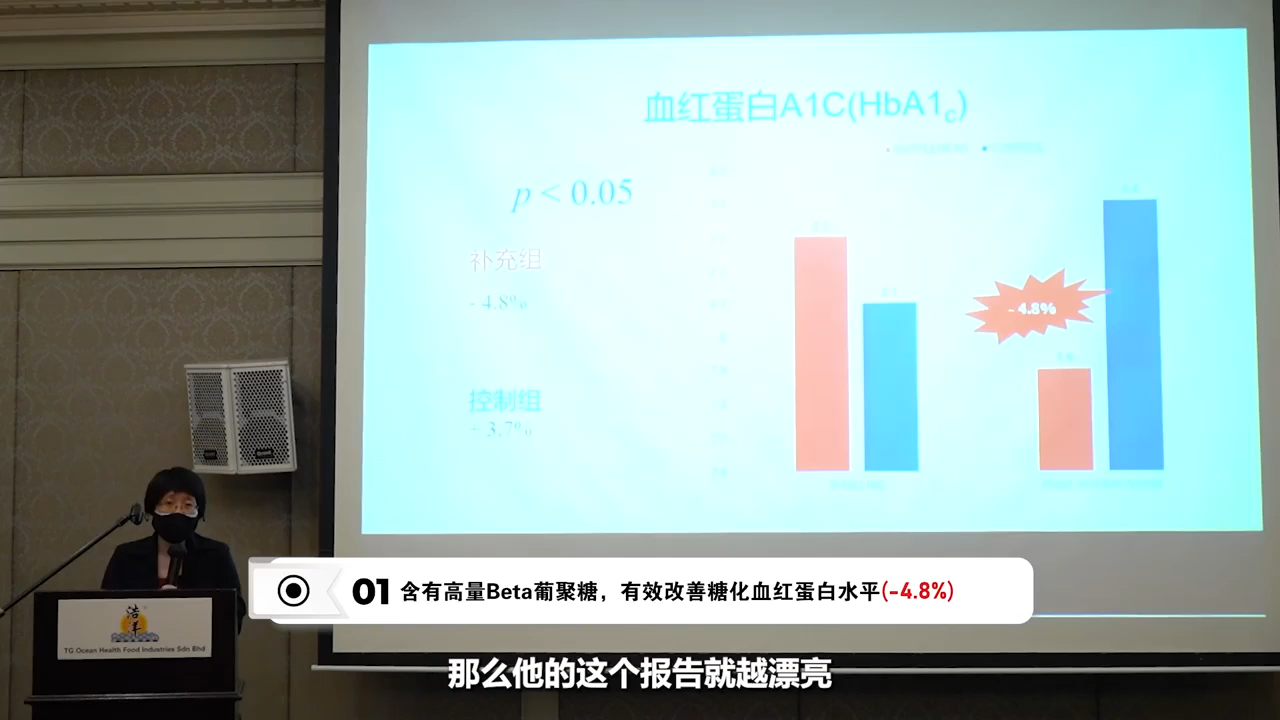 血红蛋白A1C(HbA1c)
p < 0.05
补充组
- 4.8%
控制组
+ 3.7%
- 4.8%
浩洋
TG Ocean Health Food Industries Sdn Bhd
01 含有高量Beta葡聚糖，有效改善糖化血红蛋白水平(-4.8%)
那么他的这个报告就越漂亮